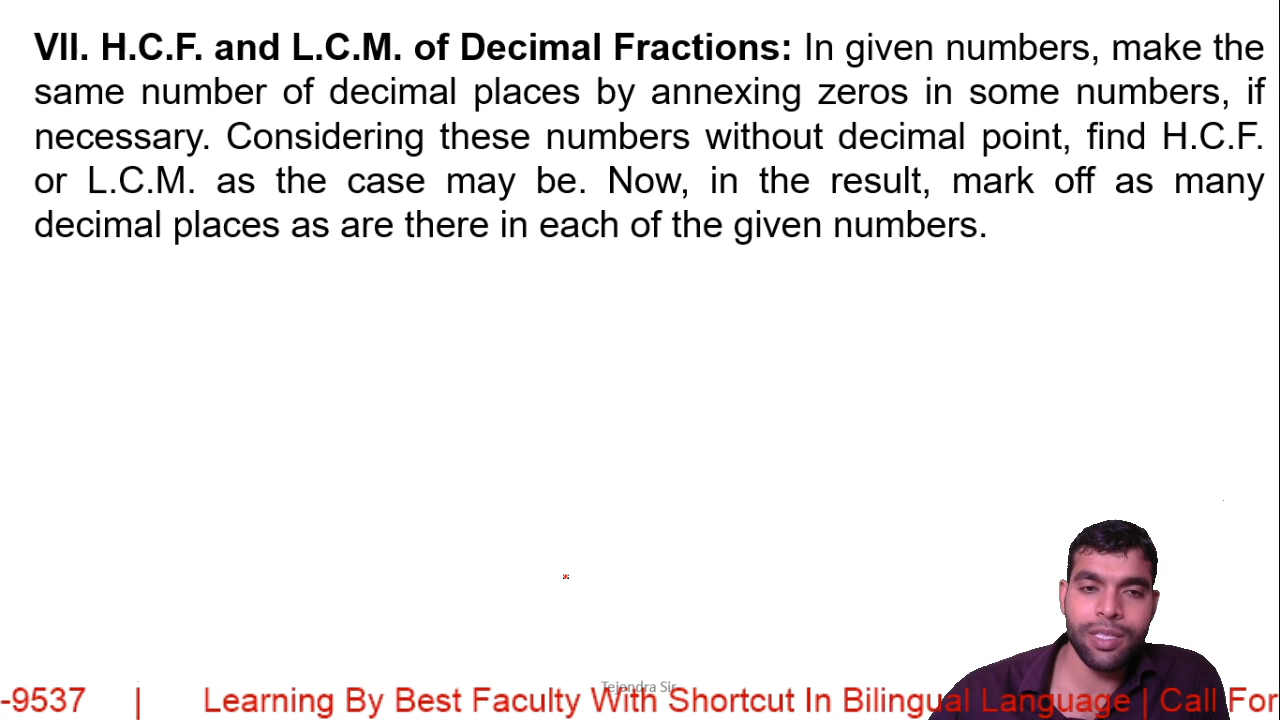 VII. H.C.F. and L.C.M. of Decimal Fractions: In given numbers, make the
same number of decimal places by annexing zeros in some numbers, if
necessary. Considering these numbers without decimal point, find H.C.F.
or L.C.M. as the case may be. Now, in the result, mark off as many
decimal places as are there in each of the given numbers.
Tejendra Sir
-9537 | Learning By Best Faculty With Shortcut In Bilingual Language | Call For